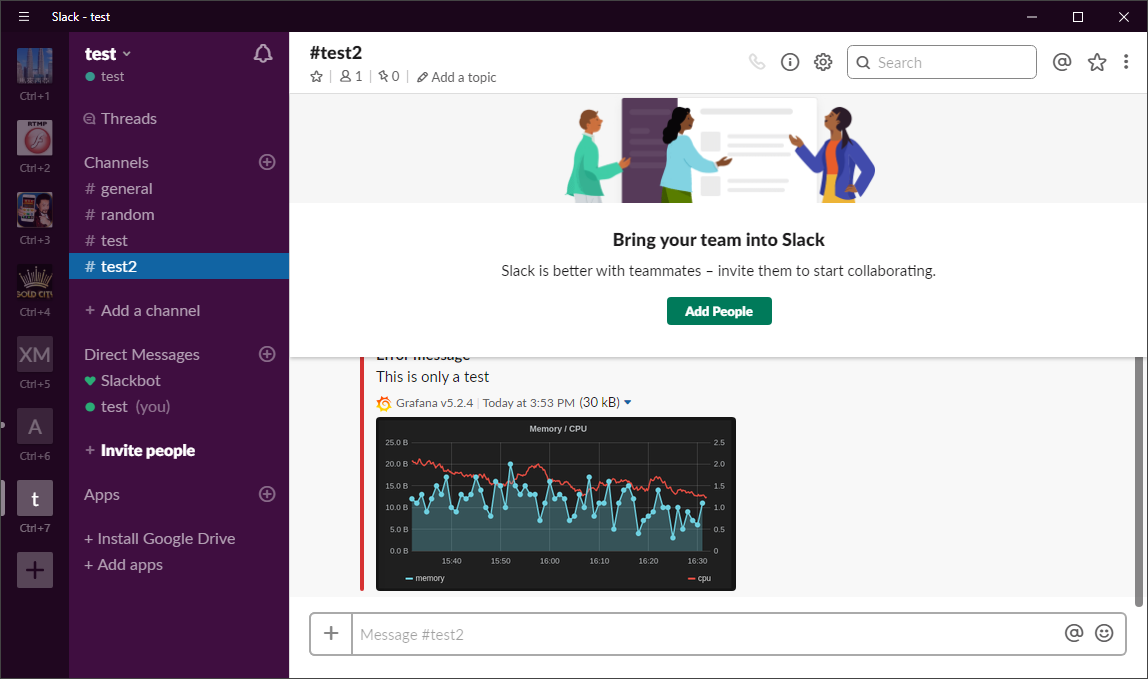 Slack - test
Ctrl+1
RTMP
Ctrl+2
Ctrl+3
Ctrl+4
XM
Ctrl+5
A
Ctrl+6
t
Ctrl+7
test
test
Threads
Channels
# general
# random
# test
# test2
+ Add a channel
Direct Messages
Slackbot
test (you)
+ Invite people
Apps
+ Install Google Drive
+ Add apps
#test2
1 | 0 | Add a topic
Search
Bring your team into Slack
Slack is better with teammates – invite them to start collaborating.
Add People
Error message
This is only a test
Grafana v5.2.4 | Today at 3:53 PM (30 kB)
Memory / CPU
25.0 B 2.5
20.0 B 2.0
15.0 B 1.5
10.0 B 1.0
5.0 B 0.5
0.0 B 0
15:40 15:50 16:00 16:10 16:20 16:30
memory cpu
Message #test2